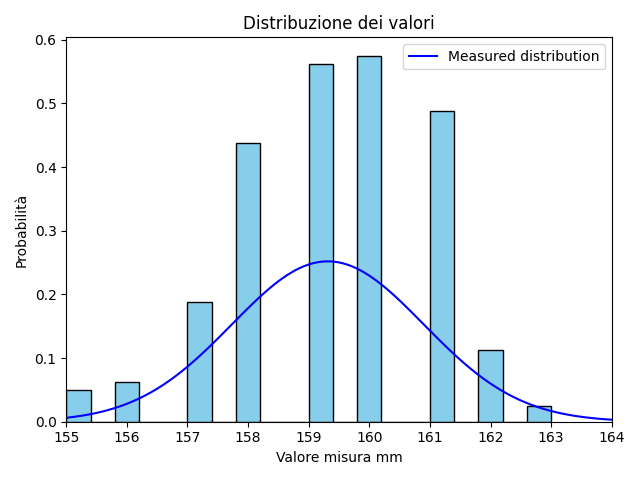 Distribuzione dei valori
Measured distribution
Probabilità
0.6
0.5
0.4
0.3
0.2
0.1
0.0
155 156 157 158 159 160 161 162 163 164
Valore misura mm